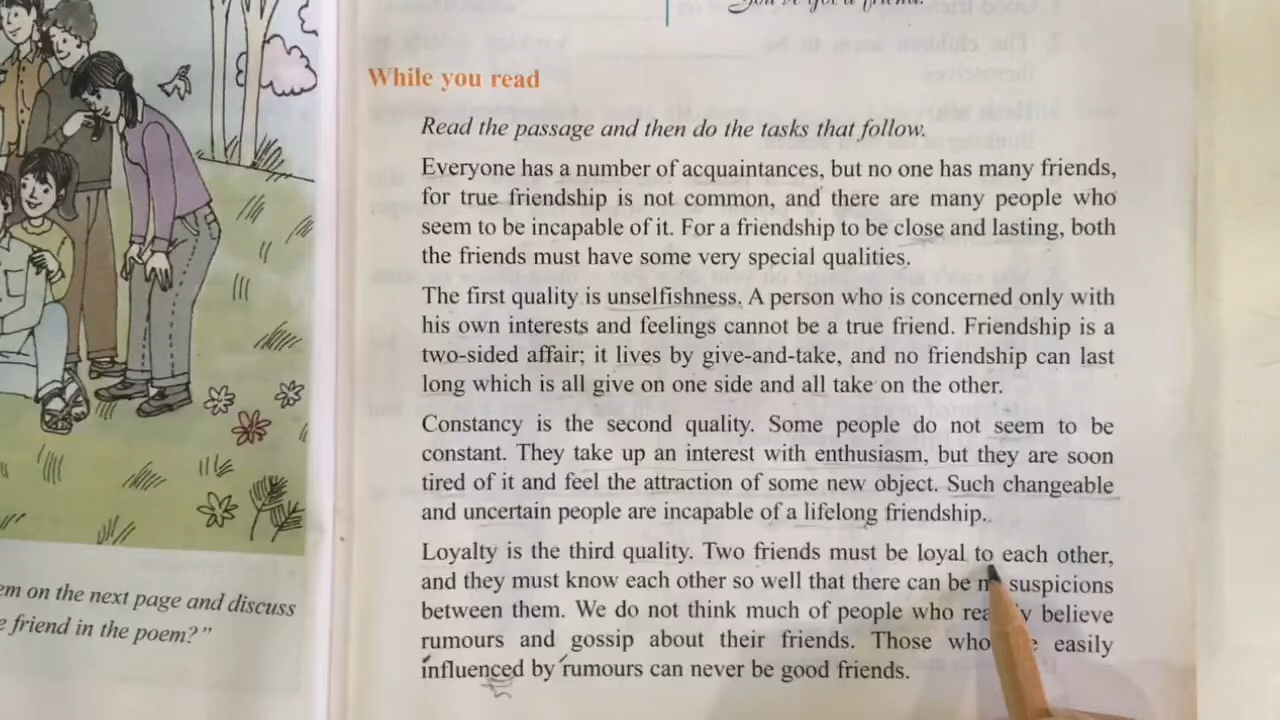 You've got a friend.
While you read
Read the passage and then do the tasks that follow.
Everyone has a number of acquaintances, but no one has many friends,
for true friendship is not common, and there are many people who
seem to be incapable of it. For a friendship to be close and lasting, both
the friends must have some very special qualities.
The first quality is unselfishness. A person who is concerned only with
his own interests and feelings cannot be a true friend. Friendship is a
two-sided affair; it lives by give-and-take, and no friendship can last
long which is all give on one side and all take on the other.
Constancy is the second quality. Some people do not seem to be
constant. They take up an interest with enthusiasm, but they are soon
tired of it and feel the attraction of some new object. Such changeable
and uncertain people are incapable of a lifelong friendship.
Loyalty is the third quality. Two friends must be loyal to each other,
and they must know each other so well that there can be suspicions
between them. We do not think much of people who believe
rumours and gossip about their friends. Those who easily
influenced by rumours can never be good friends.
em on the next page and discuss
e friend in the poem?"